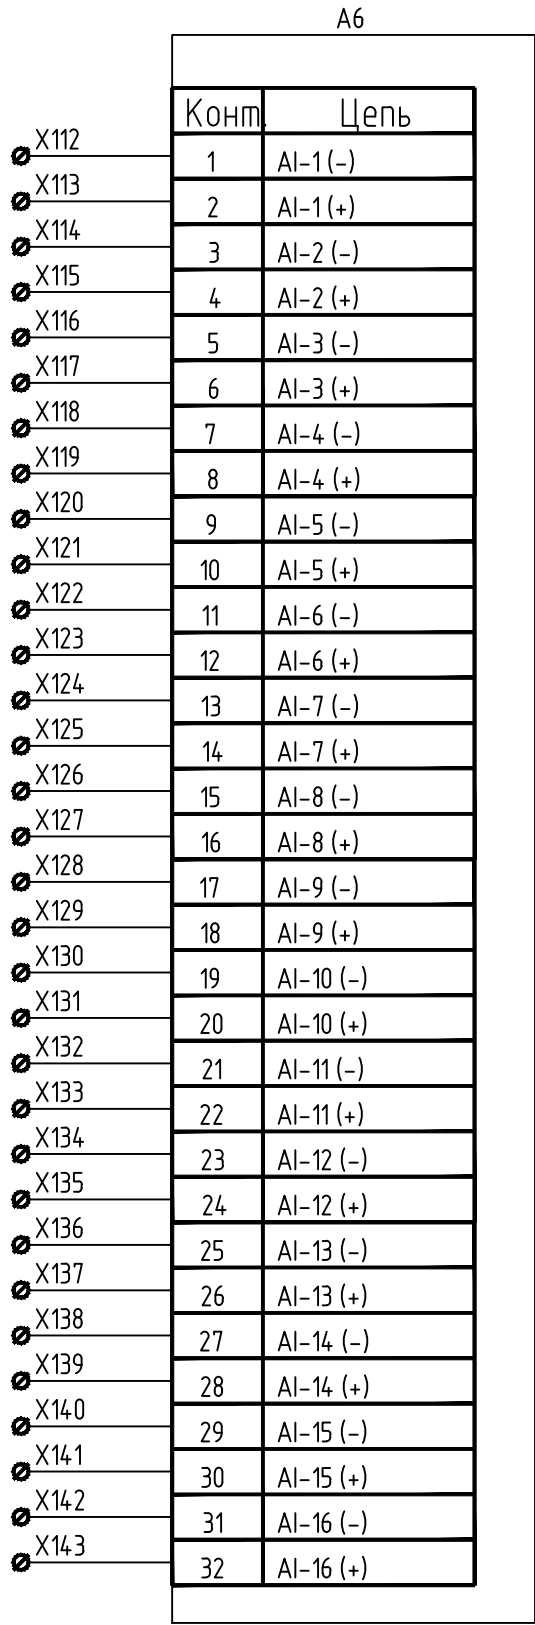 A6
Конт. Цепь
X112 1 AI-1 (-)
X113 2 AI-1 (+)
X114 3 AI-2 (-)
X115 4 AI-2 (+)
X116 5 AI-3 (-)
X117 6 AI-3 (+)
X118 7 AI-4 (-)
X119 8 AI-4 (+)
X120 9 AI-5 (-)
X121 10 AI-5 (+)
X122 11 AI-6 (-)
X123 12 AI-6 (+)
X124 13 AI-7 (-)
X125 14 AI-7 (+)
X126 15 AI-8 (-)
X127 16 AI-8 (+)
X128 17 AI-9 (-)
X129 18 AI-9 (+)
X130 19 AI-10 (-)
X131 20 AI-10 (+)
X132 21 AI-11 (-)
X133 22 AI-11 (+)
X134 23 AI-12 (-)
X135 24 AI-12 (+)
X136 25 AI-13 (-)
X137 26 AI-13 (+)
X138 27 AI-14 (-)
X139 28 AI-14 (+)
X140 29 AI-15 (-)
X141 30 AI-15 (+)
X142 31 AI-16 (-)
X143 32 AI-16 (+)